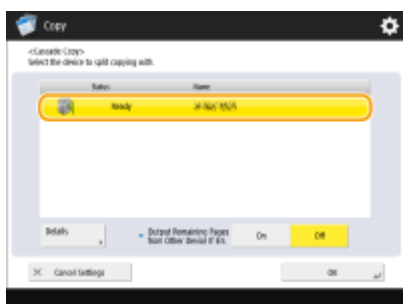 Copy
<Cascade Copy>
Select the device to split copying with.
Status Name
Ready
Details
Output Remaining Pages
from Other Device If Err.
On Off
Cancel Settings
OK